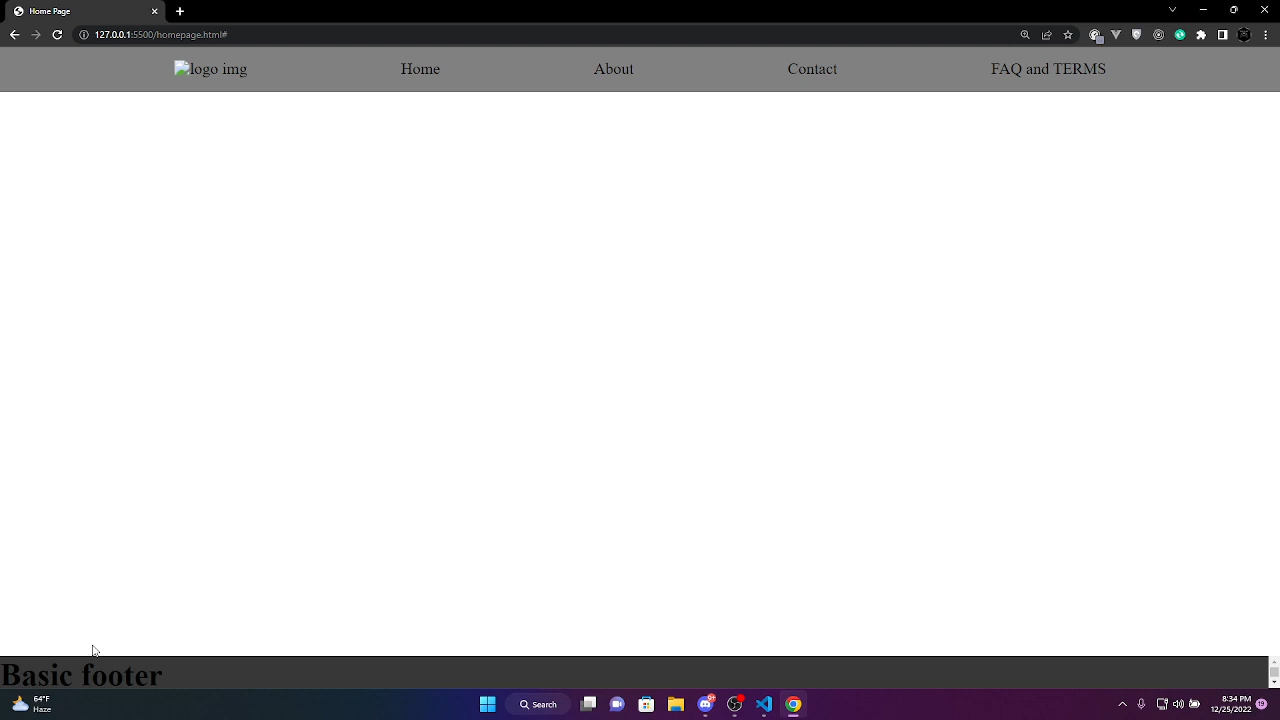 Home Page
127.0.0.1:5500/homepage.html#
logo img
Home
About
Contact
FAQ and TERMS
Basic footer
64°F
Haze
Search
9+
8:34 PM
12/25/2022